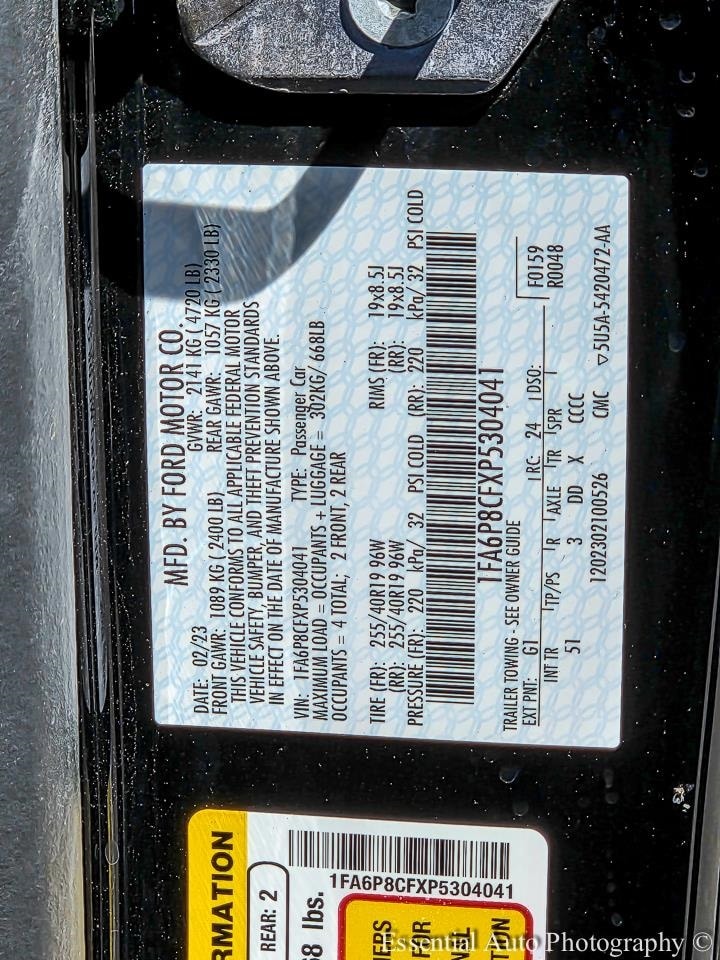 MFD. BY FORD MOTOR CO.
DATE: 02/23 GVWR: 2141 KG ( 4720 LB)
FRONT GAWR: 1089 KG ( 2400 LB) REAR GAWR: 1057 KG ( 2330 LB)
THIS VEHICLE CONFORMS TO ALL APPLICABLE FEDERAL MOTOR
VEHICLE SAFETY, BUMPER, AND THEFT PREVENTION STANDARDS
IN EFFECT ON THE DATE OF MANUFACTURE SHOWN ABOVE.
VIN: 1FA6P8CFXP5304041 TYPE: Passenger Car
MAXIMUM LOAD = OCCUPANTS + LUGGAGE = 302KG/ 668LB
OCCUPANTS = 4 TOTAL; 2 FRONT, 2 REAR
TIRE (FR): 255/40R19 96W RIMS (FR): 19x8.5J
(RR): 255/40R19 96W (RR): 19x8.5J
PRESSURE (FR): 220 kPa/ 32 PSI COLD (RR): 220 kPa/ 32 PSI COLD
1FA6P8CFXP5304041
TRAILER TOWING - SEE OWNER GUIDE
EXT PNT: G1 RC: 24 DSO: F0159
R0048
INT TR TP/PS R AXLE TR SPR
51 3 DD X CCCC
1202302100526 CMC ▽5U5A-5420472-AA
RMATION
REAR: 2
68 lbs.
1FA6P8CFXP5304041
FOR
Essential Auto Photography ©